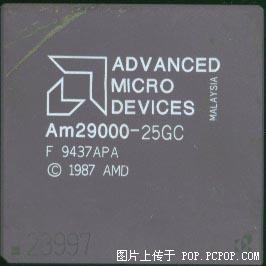 ADVANCED
MICRO
DEVICES
MALAYSIA
Am29000-25GC
F 9437APA
© 1987 AMD
23997
图片上传于 POP.PCPOP.COM